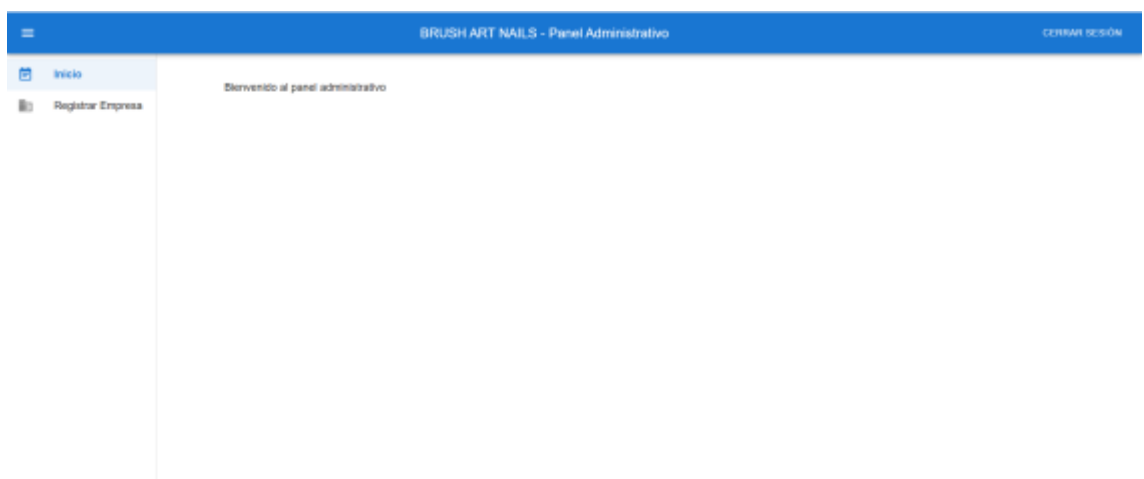 BRUSH ART NAILS - Panel Administrativo
CERRAR SESIÓN
Inicio
Bienvenido al panel administrativo
Registrar Empresa